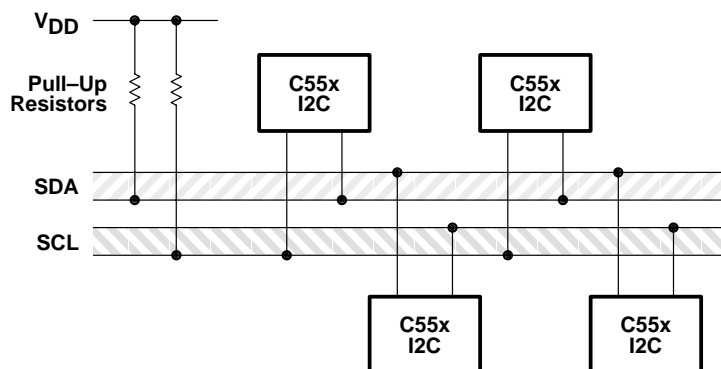 VDD
Pull–Up
Resistors
C55x
I2C
C55x
I2C
SDA
SCL
C55x
I2C
C55x
I2C